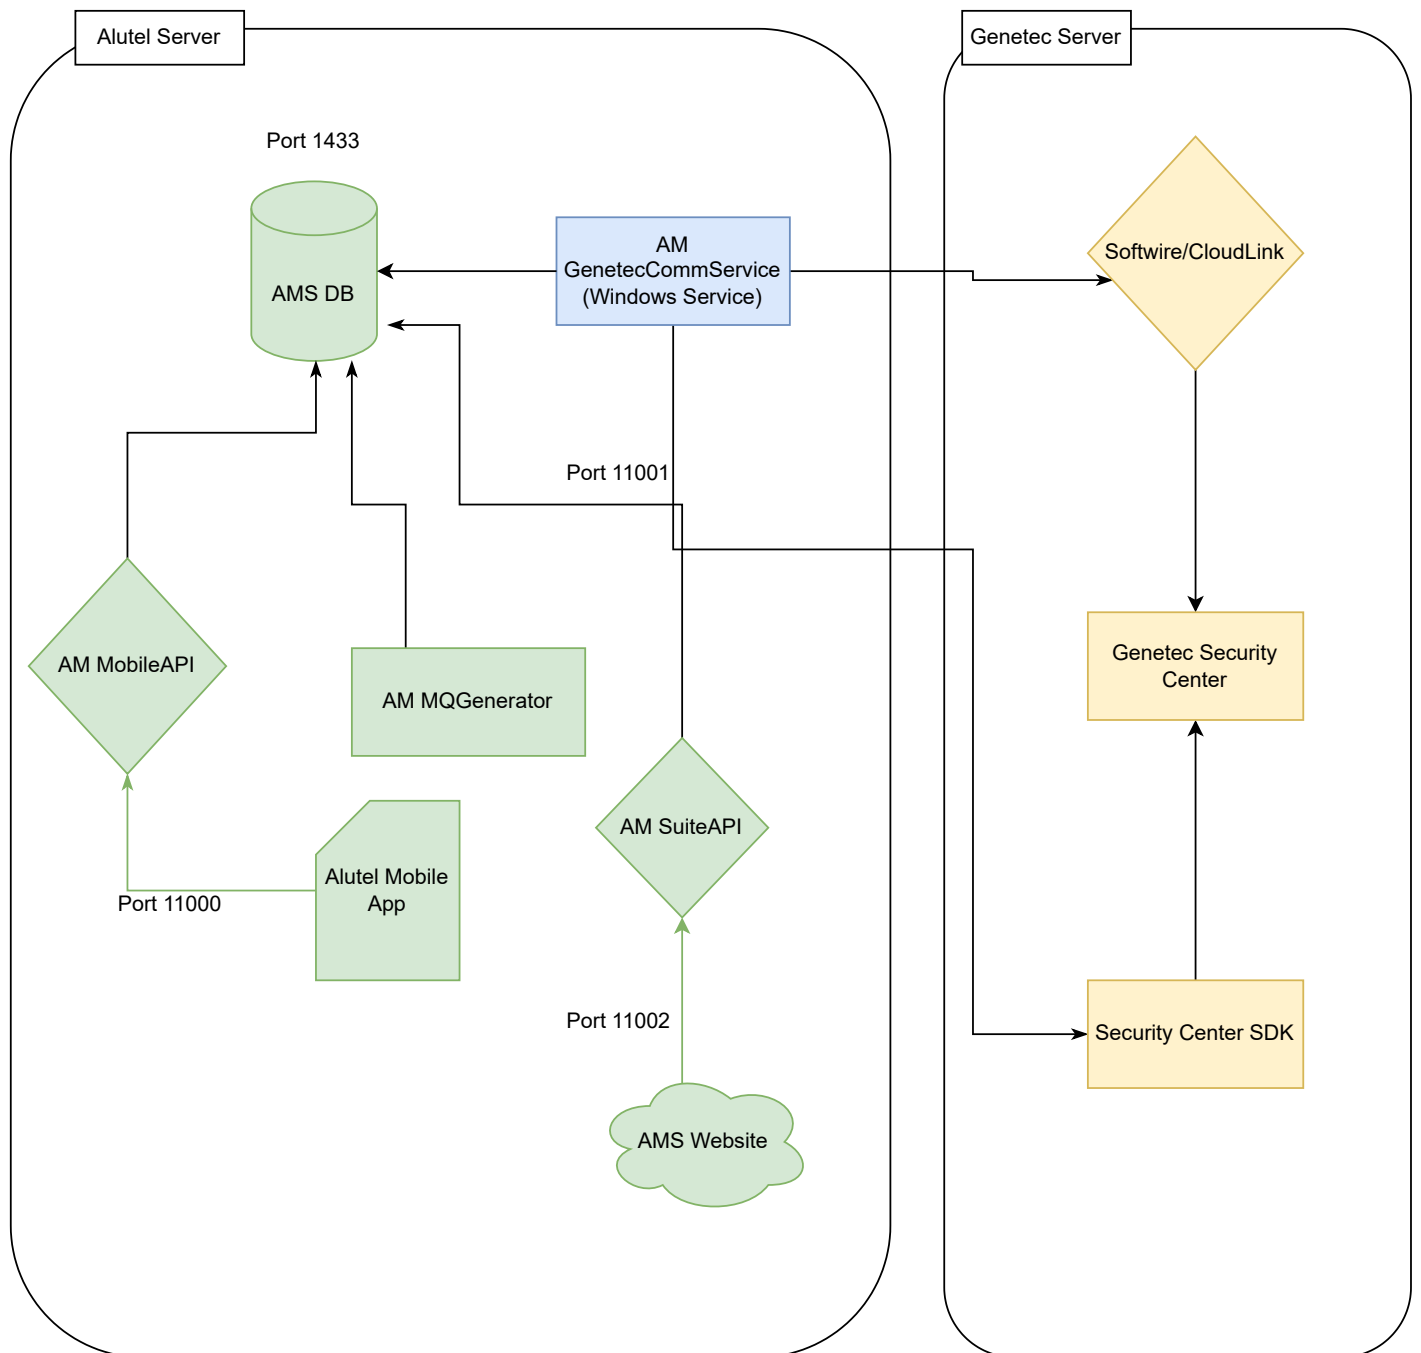 Alutel Server
Genetec Server
Port 1433
AMS DB
AM
GenetecCommService
(Windows Service)
Softwire/CloudLink
Port 11001
AM MobileAPI
AM MQGenerator
Genetec Security
Center
AM SuiteAPI
Alutel Mobile
App
Port 11000
Port 11002
Security Center SDK
AMS Website